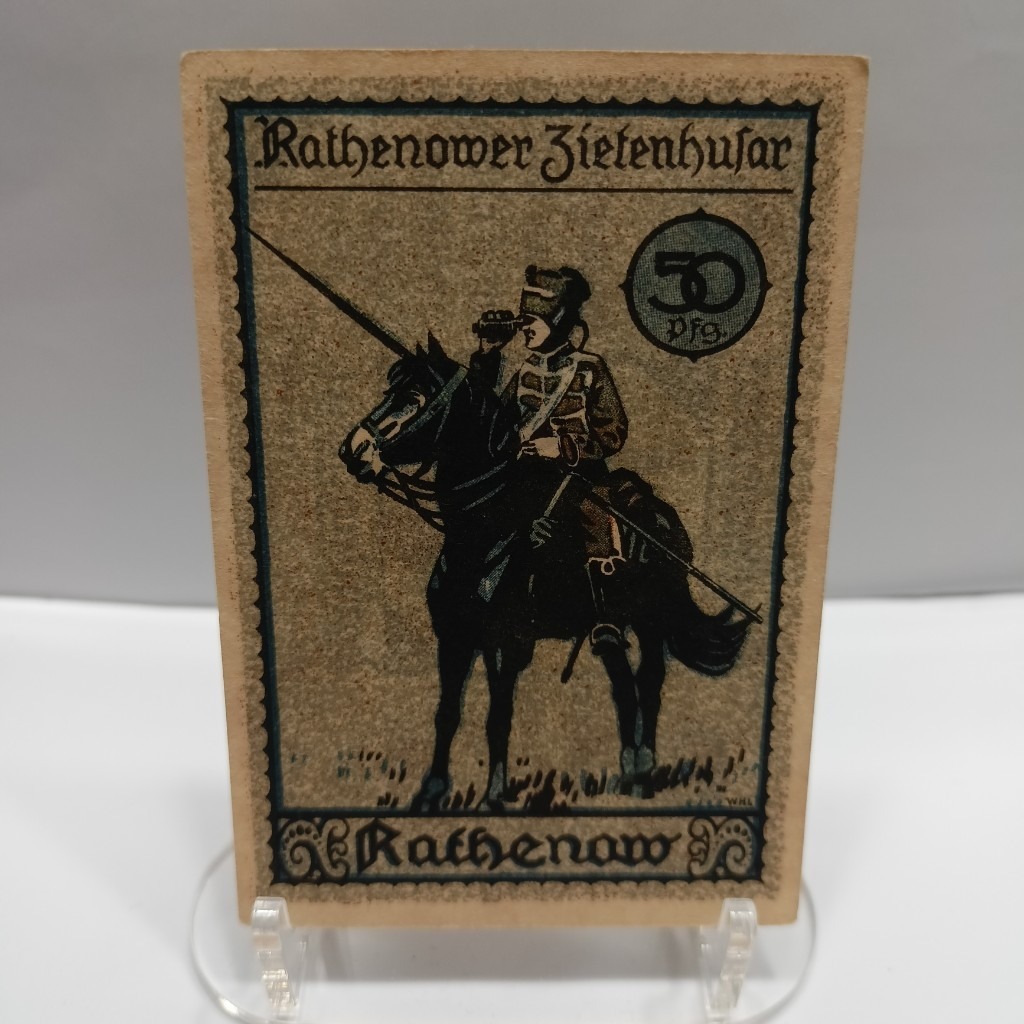 Rathenower Zietenhuſar
50
Pfg.
Rathenow